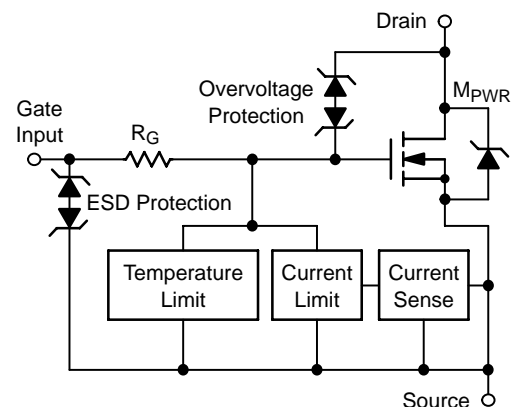 Drain
Overvoltage
Protection
MPWR
Gate
Input
RG
ESD Protection
Temperature
Limit
Current
Limit
Current
Sense
Source